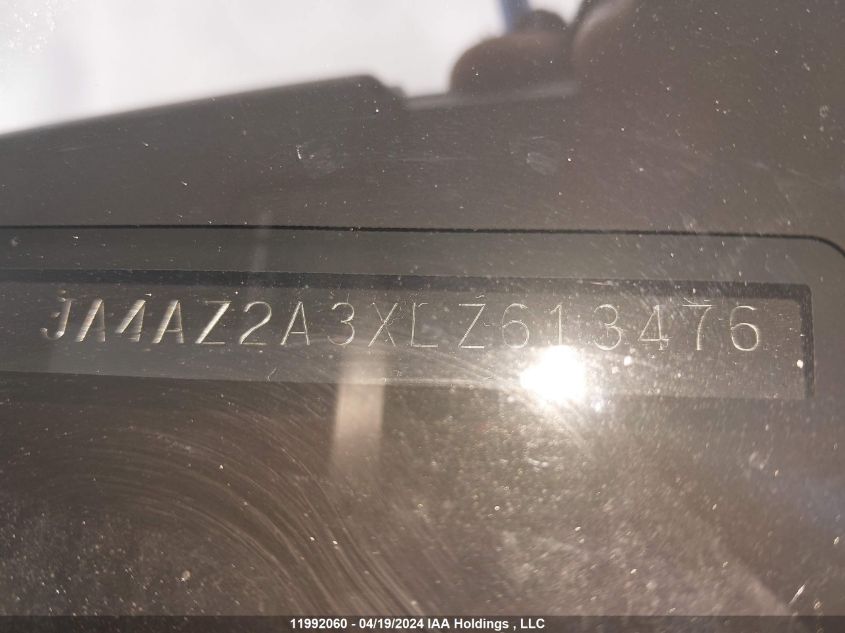 JA4AZ2A3XLZ613476
11992060 - 04/19/2024 IAA Holdings , LLC